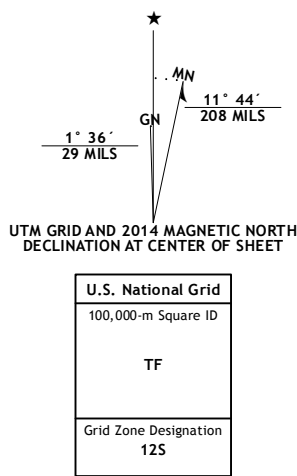 ★
MN
GN
11° 44´
208 MILS
1° 36´
29 MILS
UTM GRID AND 2014 MAGNETIC NORTH
DECLINATION AT CENTER OF SHEET
U.S. National Grid
100,000-m Square ID
TF
Grid Zone Designation
12S